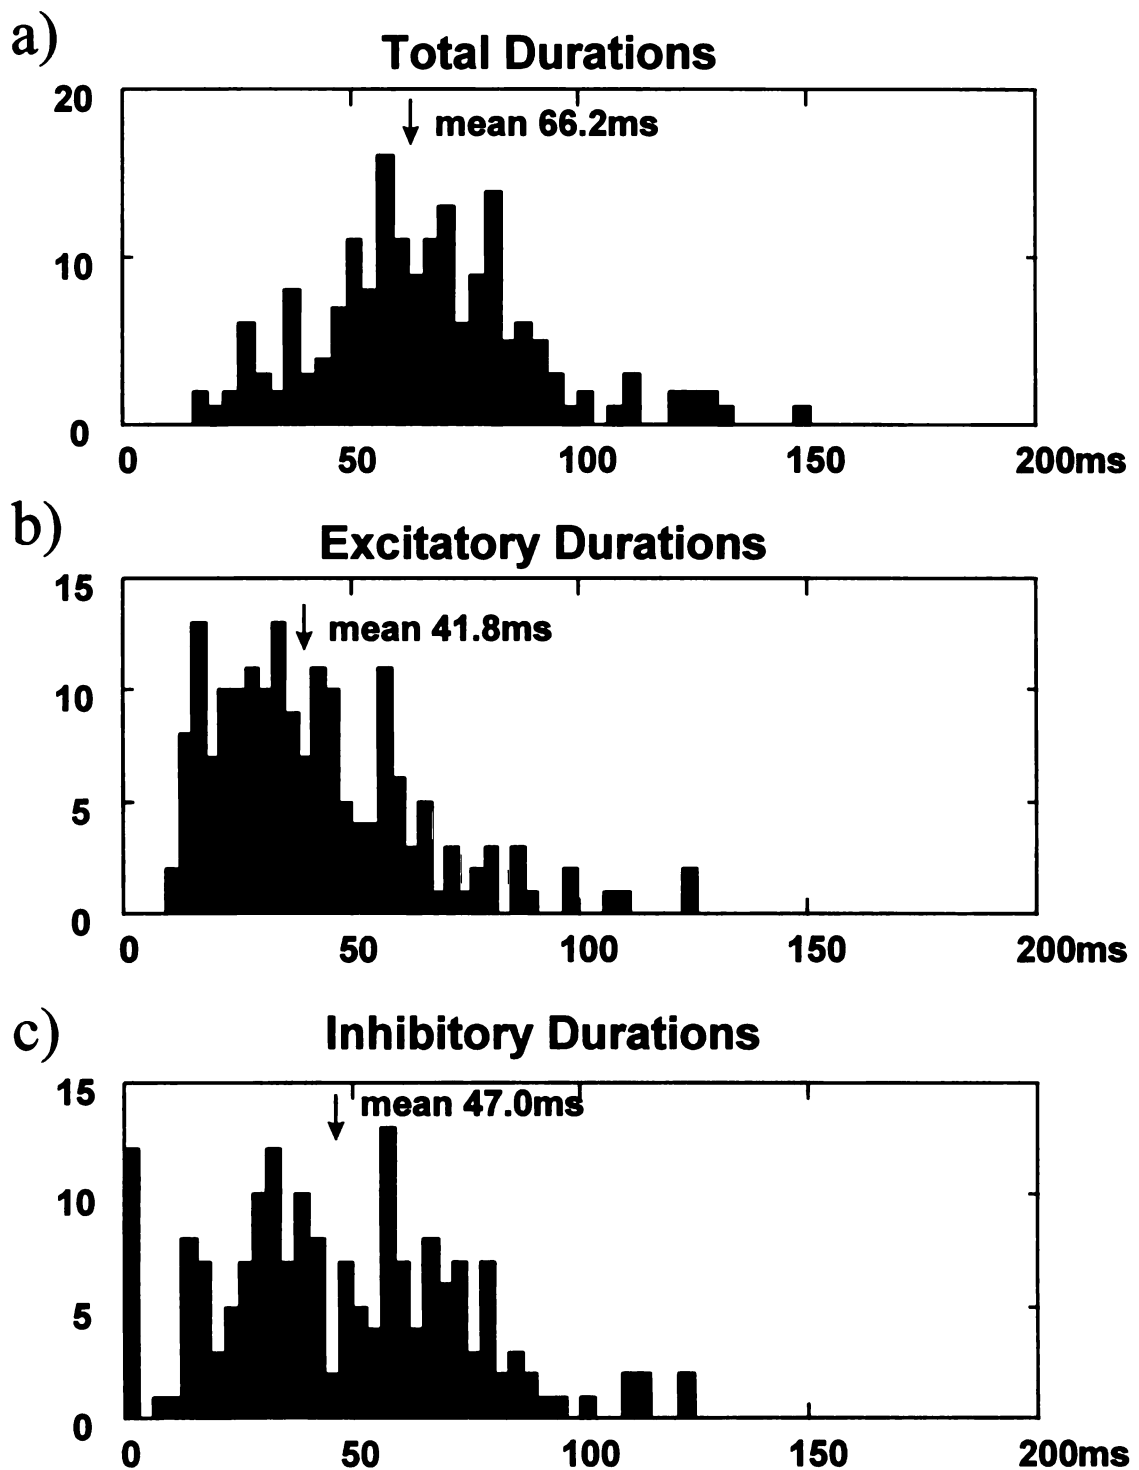 a)
Total Durations
20
mean 66.2ms
10
0
0 50 100 150 200ms
b)
Excitatory Durations
15
mean 41.8ms
10
5
0
0 50 100 150 200ms
c)
Inhibitory Durations
15
mean 47.0ms
10
5
0
0 50 100 150 200ms